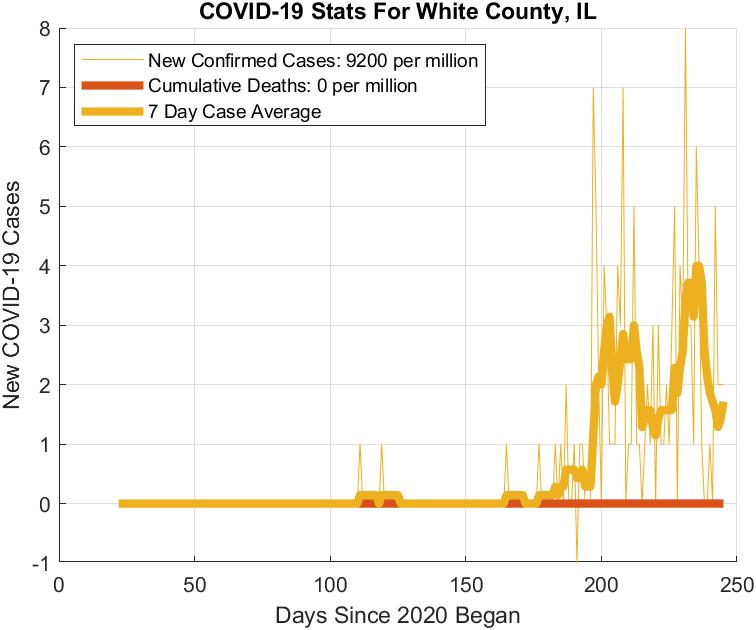 COVID-19 Stats For White County, IL
New Confirmed Cases: 9200 per million
Cumulative Deaths: 0 per million
7 Day Case Average
8
7
6
5
4
3
2
1
0
-1
New COVID-19 Cases
0 50 100 150 200 250
Days Since 2020 Began